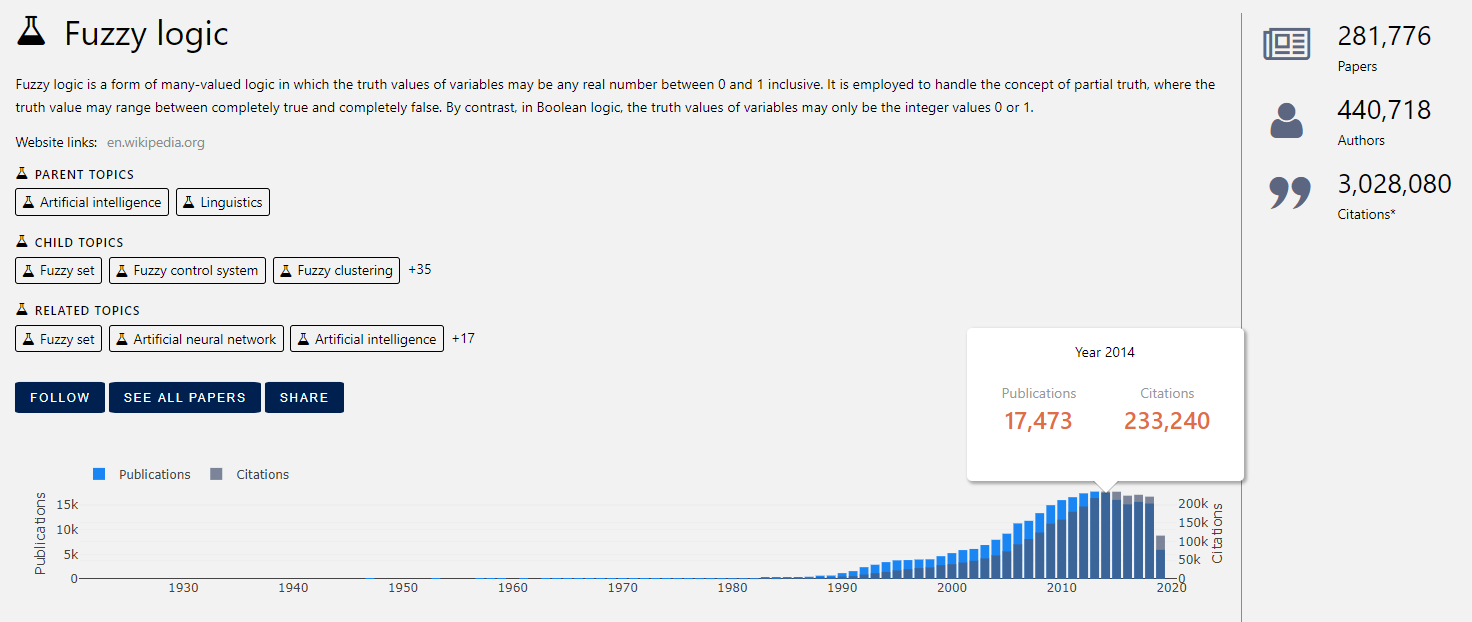 Fuzzy logic
Fuzzy logic is a form of many-valued logic in which the truth values of variables may be any real number between 0 and 1 inclusive. It is employed to handle the concept of partial truth, where the
truth value may range between completely true and completely false. By contrast, in Boolean logic, the truth values of variables may only be the integer values 0 or 1.
Website links: en.wikipedia.org
PARENT TOPICS
Artificial intelligence Linguistics
CHILD TOPICS
Fuzzy set Fuzzy control system Fuzzy clustering +35
RELATED TOPICS
Fuzzy set Artificial neural network Artificial intelligence +17
FOLLOW SEE ALL PAPERS SHARE
281,776
Papers
440,718
Authors
3,028,080
Citations*
Year 2014
Publications Citations
17,473 233,240
Publications Citations
Publications
15k
10k
5k
0
200k
150k
100k
50k
0
Citations
1930 1940 1950 1960 1970 1980 1990 2000 2010 2020